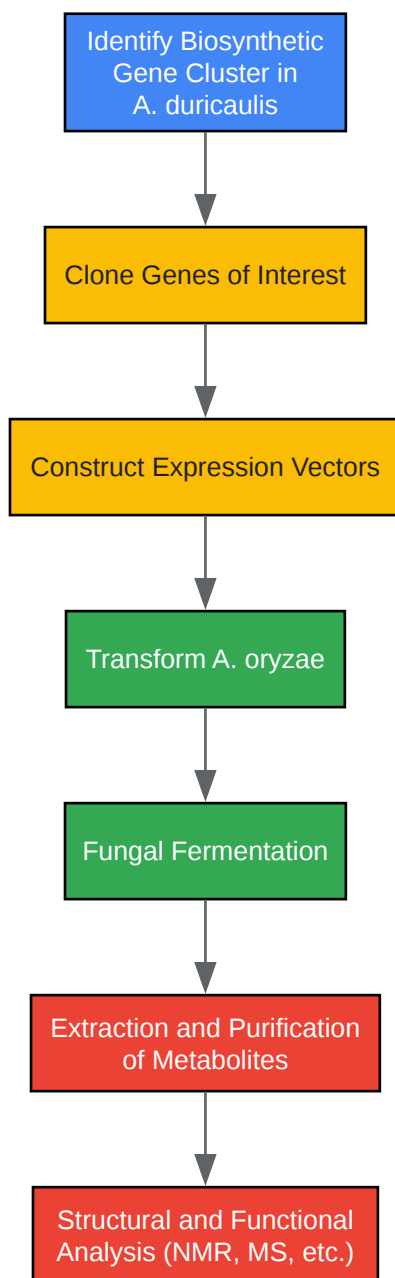 Identify Biosynthetic
Gene Cluster in
A. duricaulis
Clone Genes of Interest
Construct Expression Vectors
Transform A. oryzae
Fungal Fermentation
Extraction and Purification
of Metabolites
Structural and Functional
Analysis (NMR, MS, etc.)